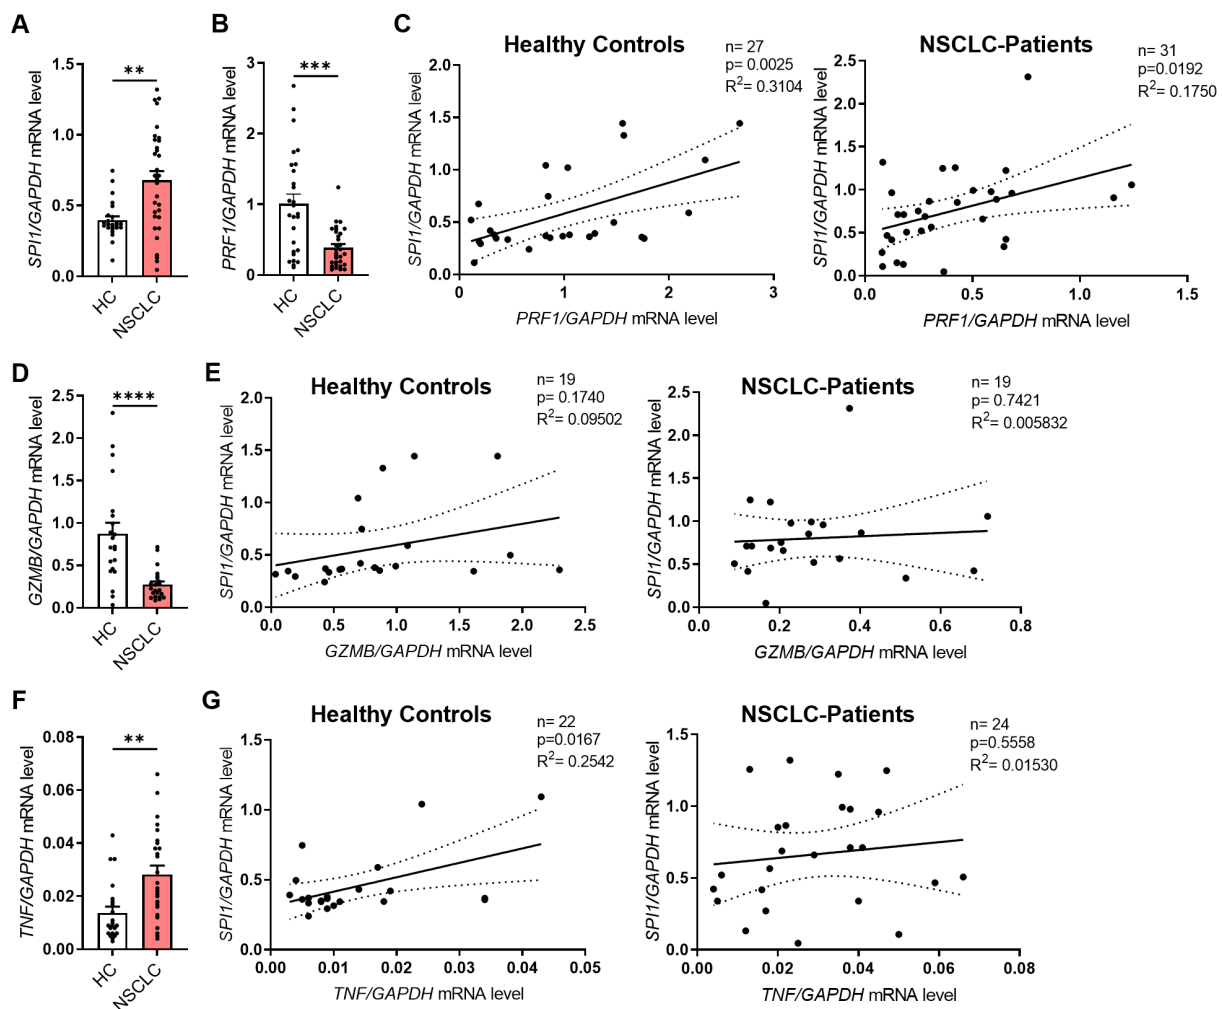 A
SPI1/GAPDH mRNA level
1.5
1.0
0.5
0.0
**
HC
NSCLC
B
PRF1/GAPDH mRNA level
3
2
1
0
***
HC
NSCLC
C
Healthy Controls
n= 27
p= 0.0025
R²= 0.3104
SPI1/GAPDH mRNA level
2.0
1.5
1.0
0.5
0.0
0 1 2 3
PRF1/GAPDH mRNA level
NSCLC-Patients
n= 31
p=0.0192
R²= 0.1750
SPI1/GAPDH mRNA level
2.5
2.0
1.5
1.0
0.5
0.0
0.0 0.5 1.0 1.5
PRF1/GAPDH mRNA level
D
GZMB/GAPDH mRNA level
2.5
2.0
1.5
1.0
0.5
0.0
****
HC
NSCLC
E
Healthy Controls
n= 19
p= 0.1740
R²= 0.09502
SPI1/GAPDH mRNA level
2.0
1.5
1.0
0.5
0.0
0.0 0.5 1.0 1.5 2.0 2.5
GZMB/GAPDH mRNA level
NSCLC-Patients
n= 19
p= 0.7421
R²= 0.005832
SPI1/GAPDH mRNA level
2.5
2.0
1.5
1.0
0.5
0.0
0.0 0.2 0.4 0.6 0.8
GZMB/GAPDH mRNA level
F
TNF/GAPDH mRNA level
0.08
0.06
0.04
0.02
0.00
**
HC
NSCLC
G
Healthy Controls
n= 22
p=0.0167
R²= 0.2542
SPI1/GAPDH mRNA level
1.5
1.0
0.5
0.0
0.00 0.01 0.02 0.03 0.04 0.05
TNF/GAPDH mRNA level
NSCLC-Patients
n= 24
p=0.5558
R²= 0.01530
SPI1/GAPDH mRNA level
1.5
1.0
0.5
0.0
0.00 0.02 0.04 0.06 0.08
TNF/GAPDH mRNA level